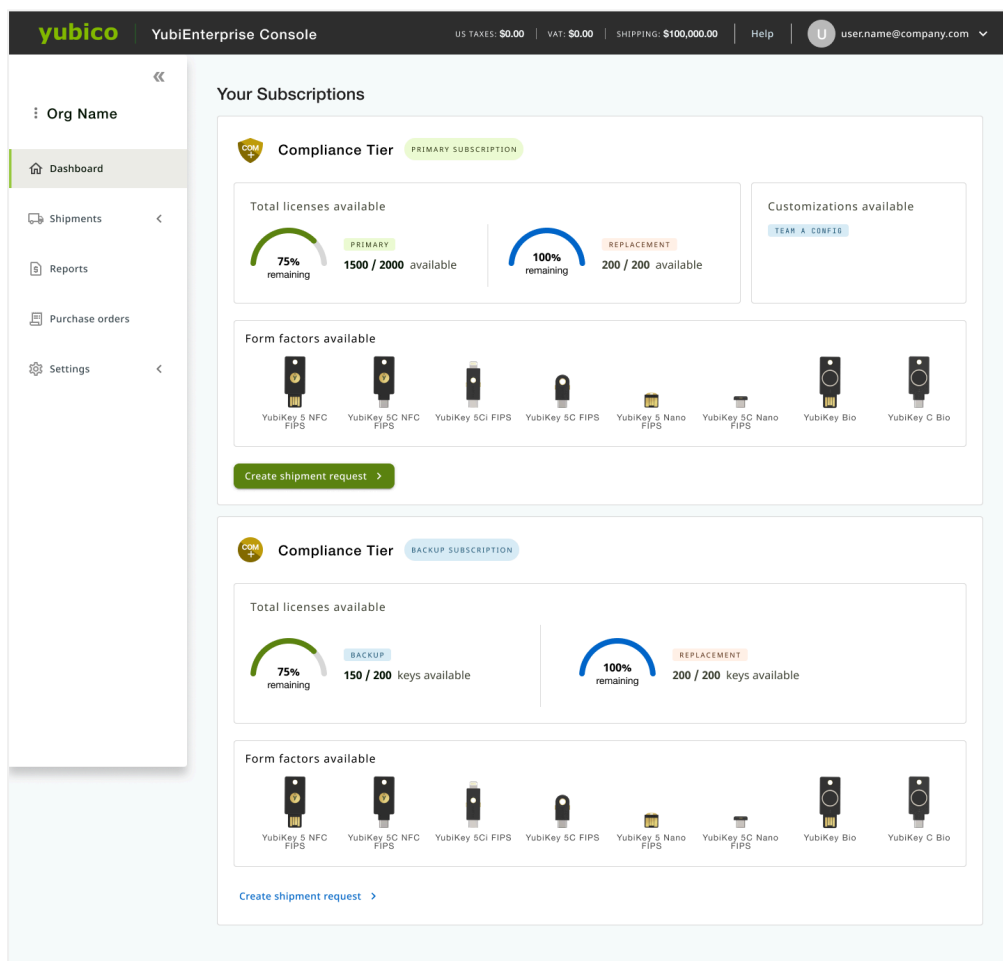 yubico
YubiEnterprise Console
US TAXES: $0.00
VAT: $0.00
SHIPPING: $100,000.00
Help
U
user.name@company.com
Org Name
Dashboard
Shipments
Reports
Purchase orders
Settings
Your Subscriptions
COM
+
Compliance Tier
PRIMARY SUBSCRIPTION
Total licenses available
75%
remaining
PRIMARY
1500 / 2000 available
100%
remaining
REPLACEMENT
200 / 200 available
Customizations available
TEAM A CONFIG
Form factors available
YubiKey 5 NFC
FIPS
YubiKey 5C NFC
FIPS
YubiKey 5Ci FIPS
YubiKey 5C FIPS
YubiKey 5 Nano
FIPS
YubiKey 5C Nano
FIPS
YubiKey Bio
YubiKey C Bio
Create shipment request
COM
+
Compliance Tier
BACKUP SUBSCRIPTION
Total licenses available
75%
remaining
BACKUP
150 / 200 keys available
100%
remaining
REPLACEMENT
200 / 200 keys available
Form factors available
YubiKey 5 NFC
FIPS
YubiKey 5C NFC
FIPS
YubiKey 5Ci FIPS
YubiKey 5C FIPS
YubiKey 5 Nano
FIPS
YubiKey 5C Nano
FIPS
YubiKey Bio
YubiKey C Bio
Create shipment request